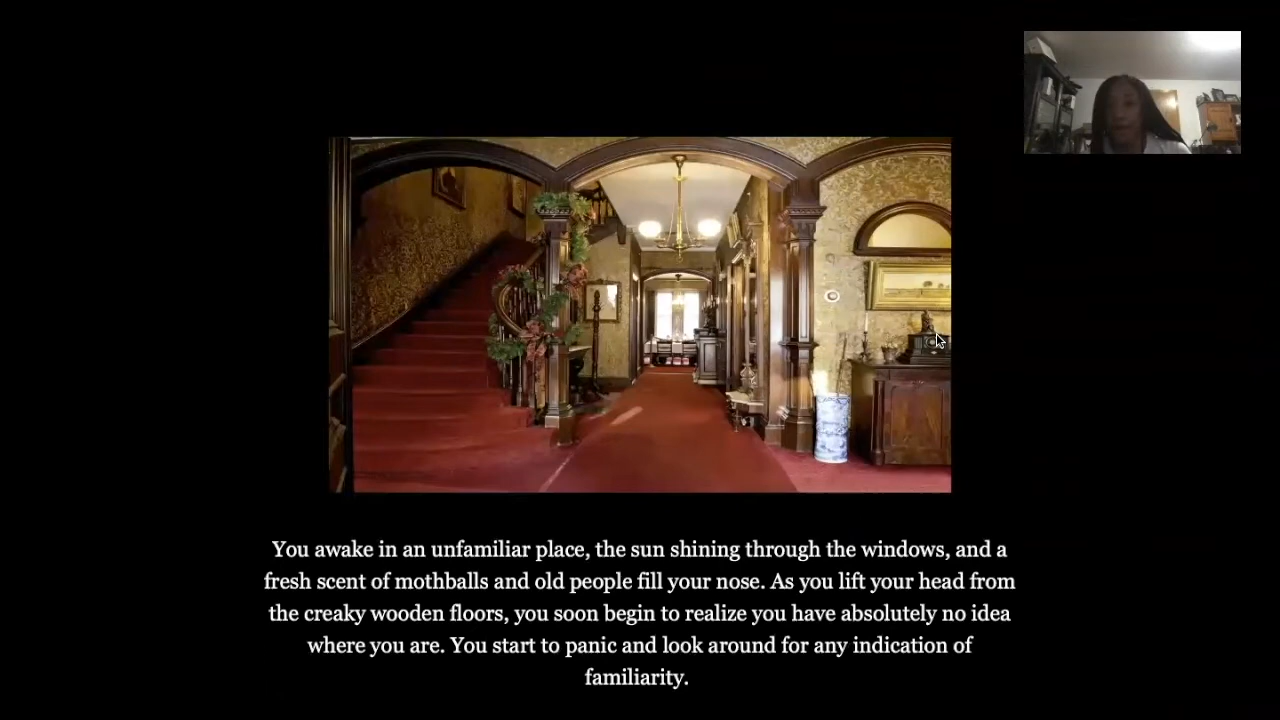 You awake in an unfamiliar place, the sun shining through the windows, and a
fresh scent of mothballs and old people fill your nose. As you lift your head from
the creaky wooden floors, you soon begin to realize you have absolutely no idea
where you are. You start to panic and look around for any indication of
familiarity.